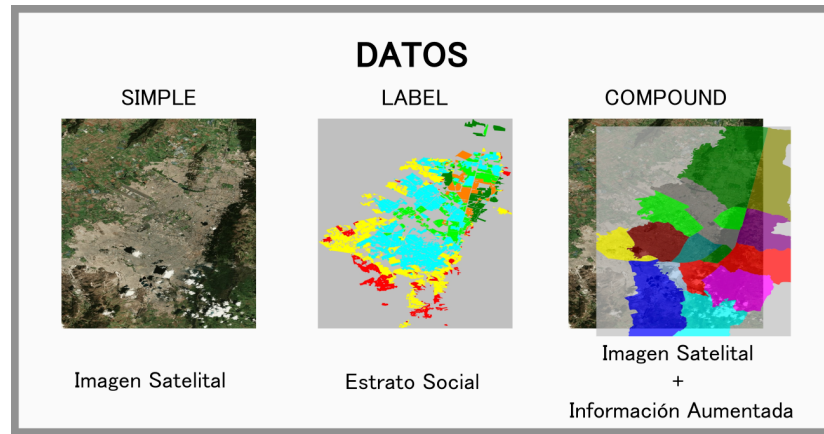 DATOS
SIMPLE
LABEL
COMPOUND
Imagen Satelital
Estrato Social
Imagen Satelital
+
Información Aumentada